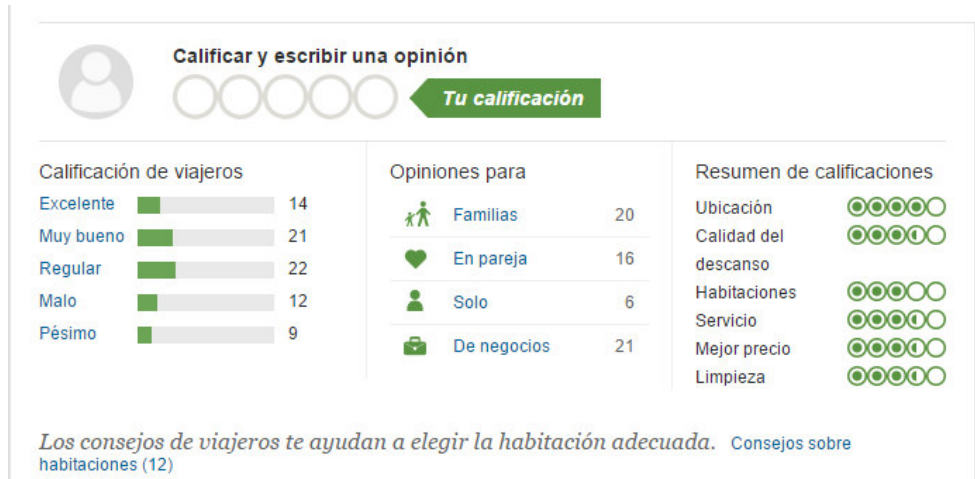 Calificar y escribir una opinión
Tu calificación
Calificación de viajeros
Excelente 14
Muy bueno 21
Regular 22
Malo 12
Pésimo 9
Opiniones para
Familias 20
En pareja 16
Solo 6
De negocios 21
Resumen de calificaciones
Ubicación
Calidad del
descanso
Habitaciones
Servicio
Mejor precio
Limpieza
Los consejos de viajeros te ayudan a elegir la habitación adecuada. Consejos sobre
habitaciones (12)